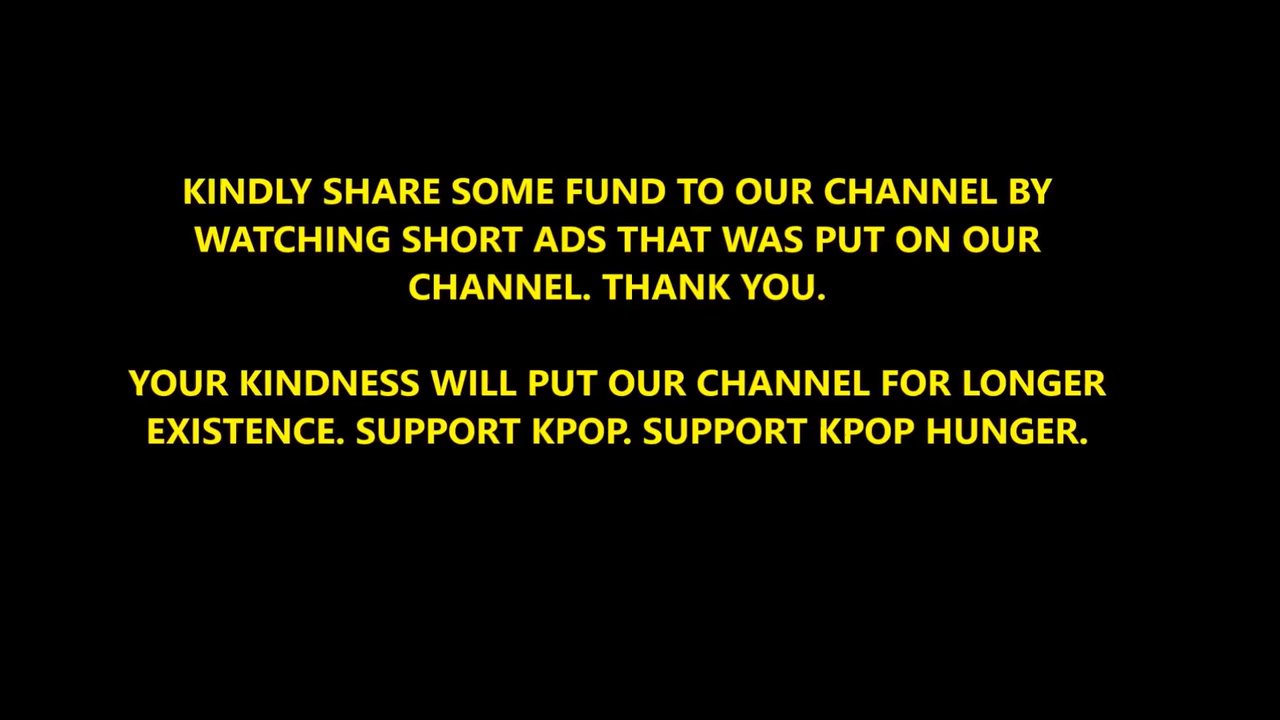 KINDLY SHARE SOME FUND TO OUR CHANNEL BY
WATCHING SHORT ADS THAT WAS PUT ON OUR
CHANNEL. THANK YOU.
YOUR KINDNESS WILL PUT OUR CHANNEL FOR LONGER
EXISTENCE. SUPPORT KPOP. SUPPORT KPOP HUNGER.